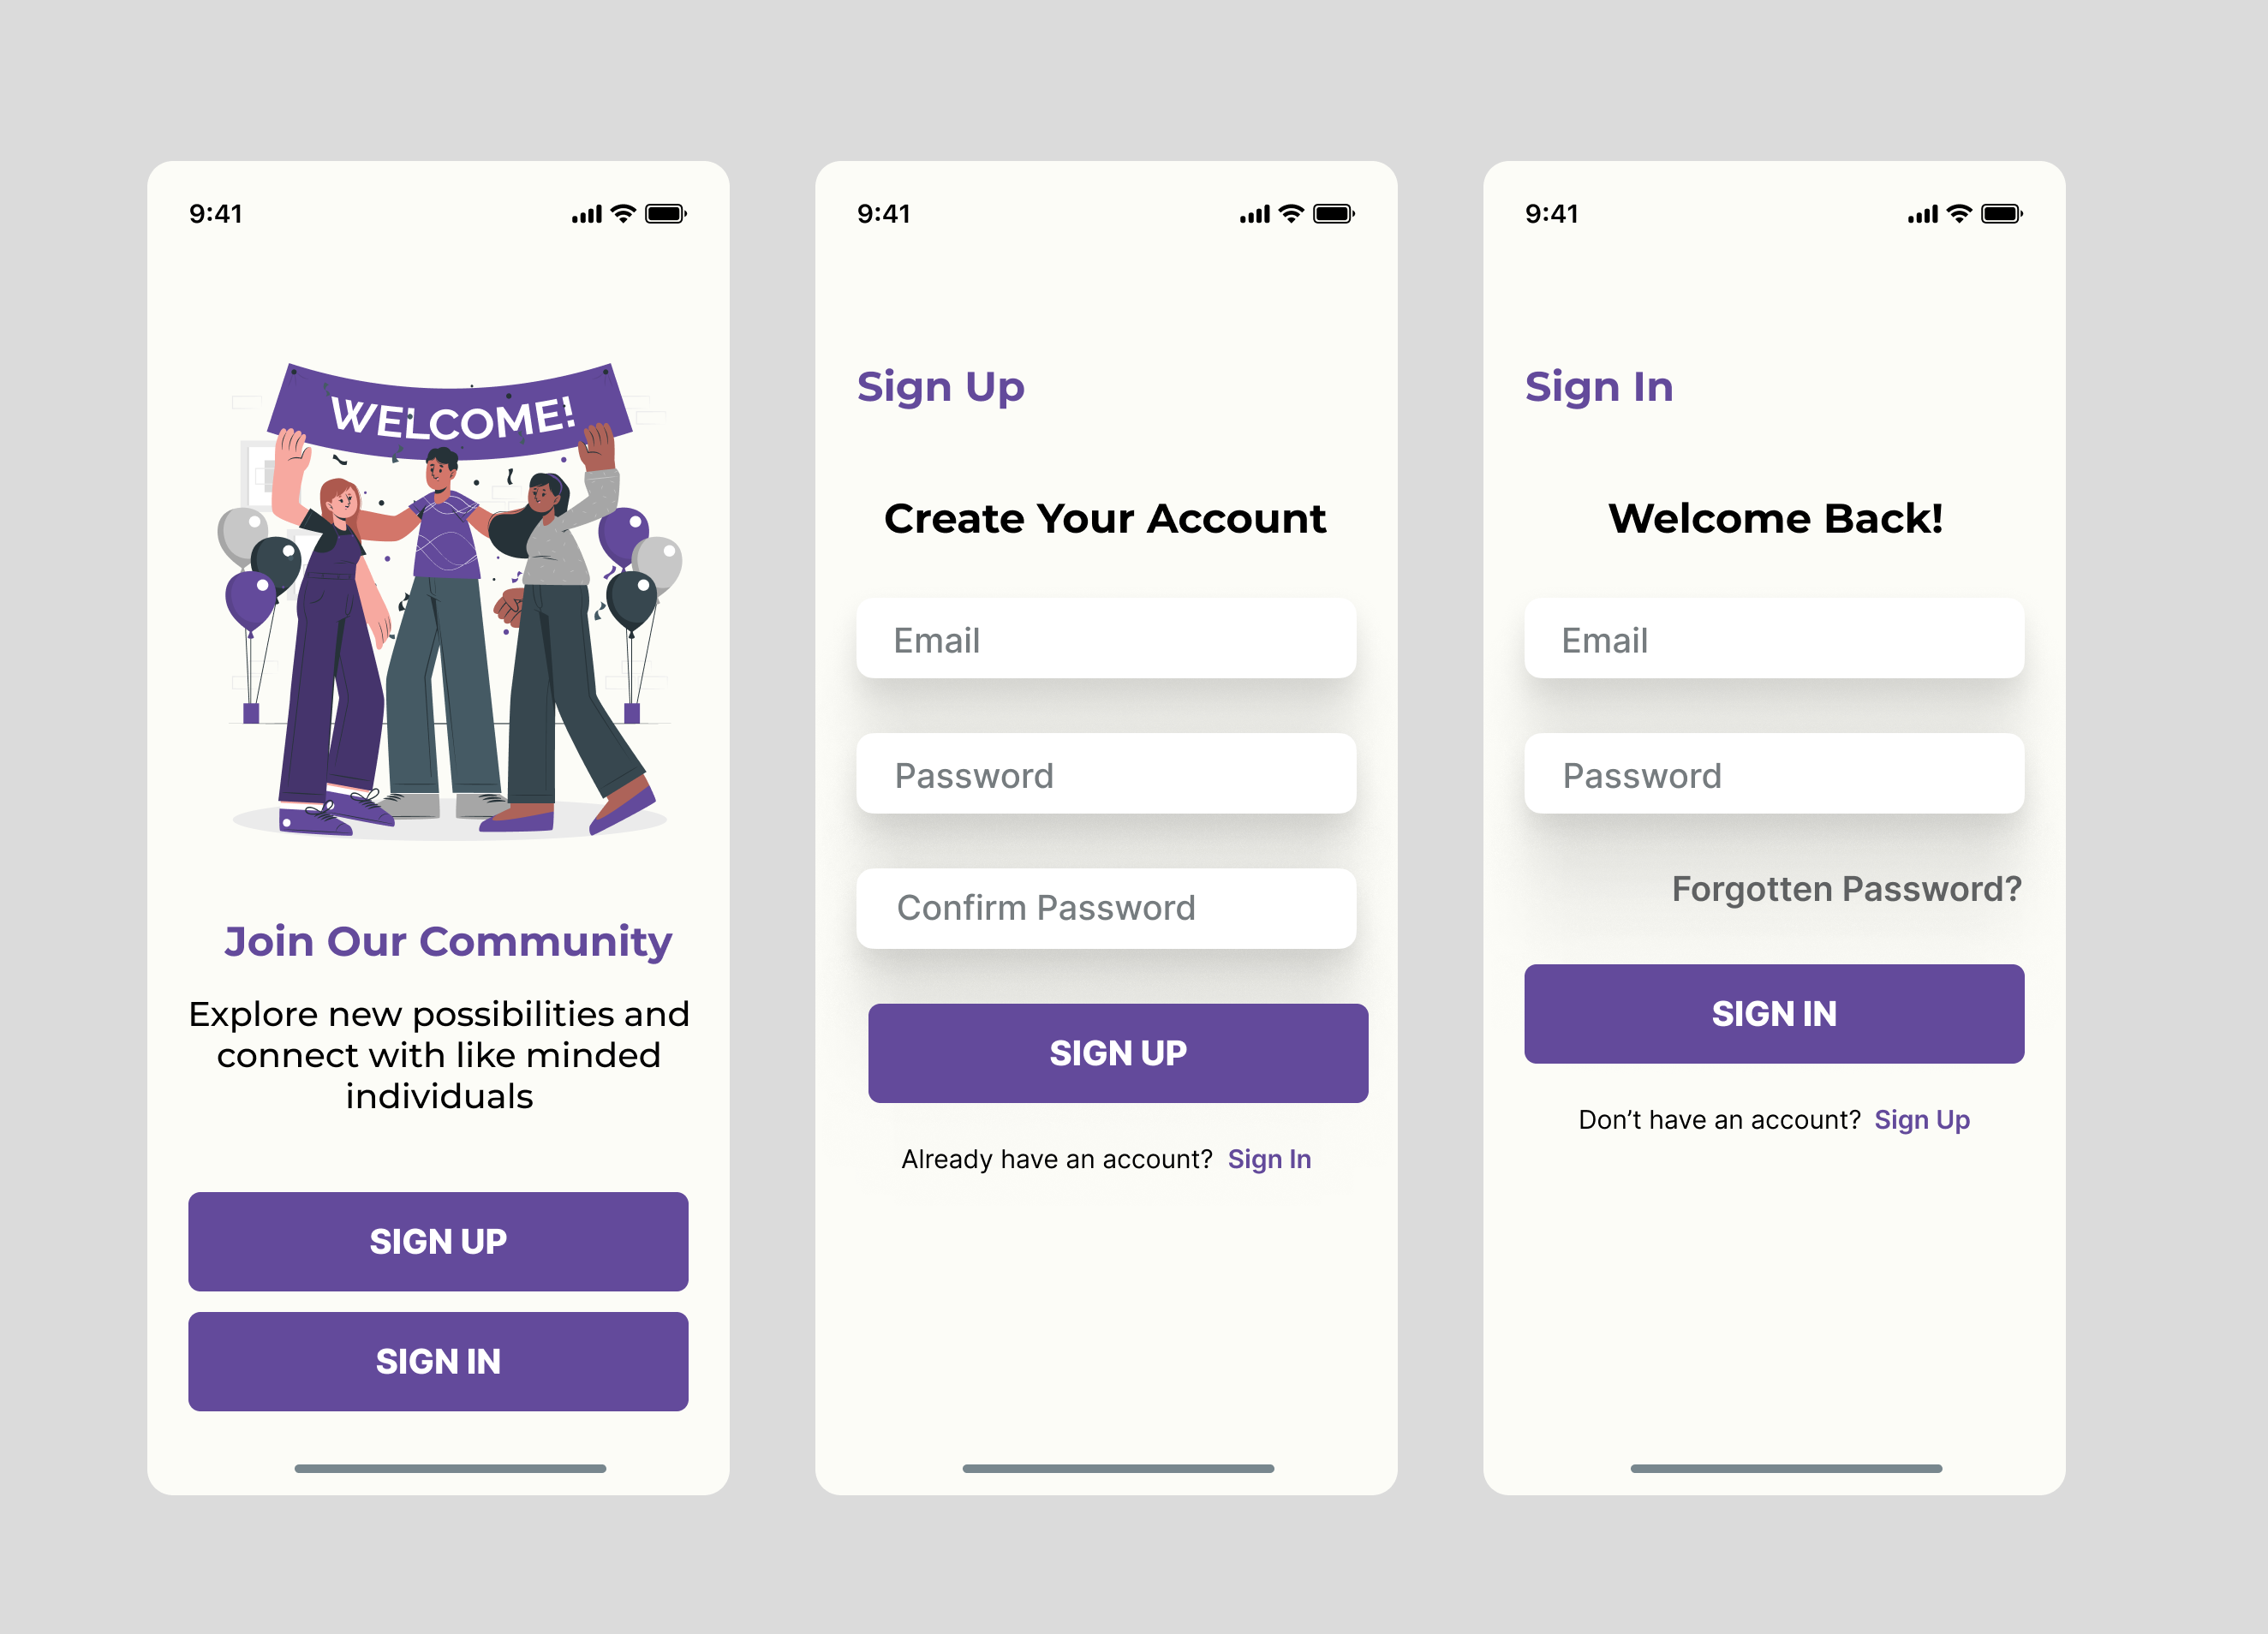 9:41
WELCOME!
Join Our Community
Explore new possibilities and
connect with like minded
individuals
SIGN UP
SIGN IN
9:41
Sign Up
Create Your Account
Email
Password
Confirm Password
SIGN UP
Already have an account? Sign In
9:41
Sign In
Welcome Back!
Email
Password
Forgotten Password?
SIGN IN
Don’t have an account? Sign Up